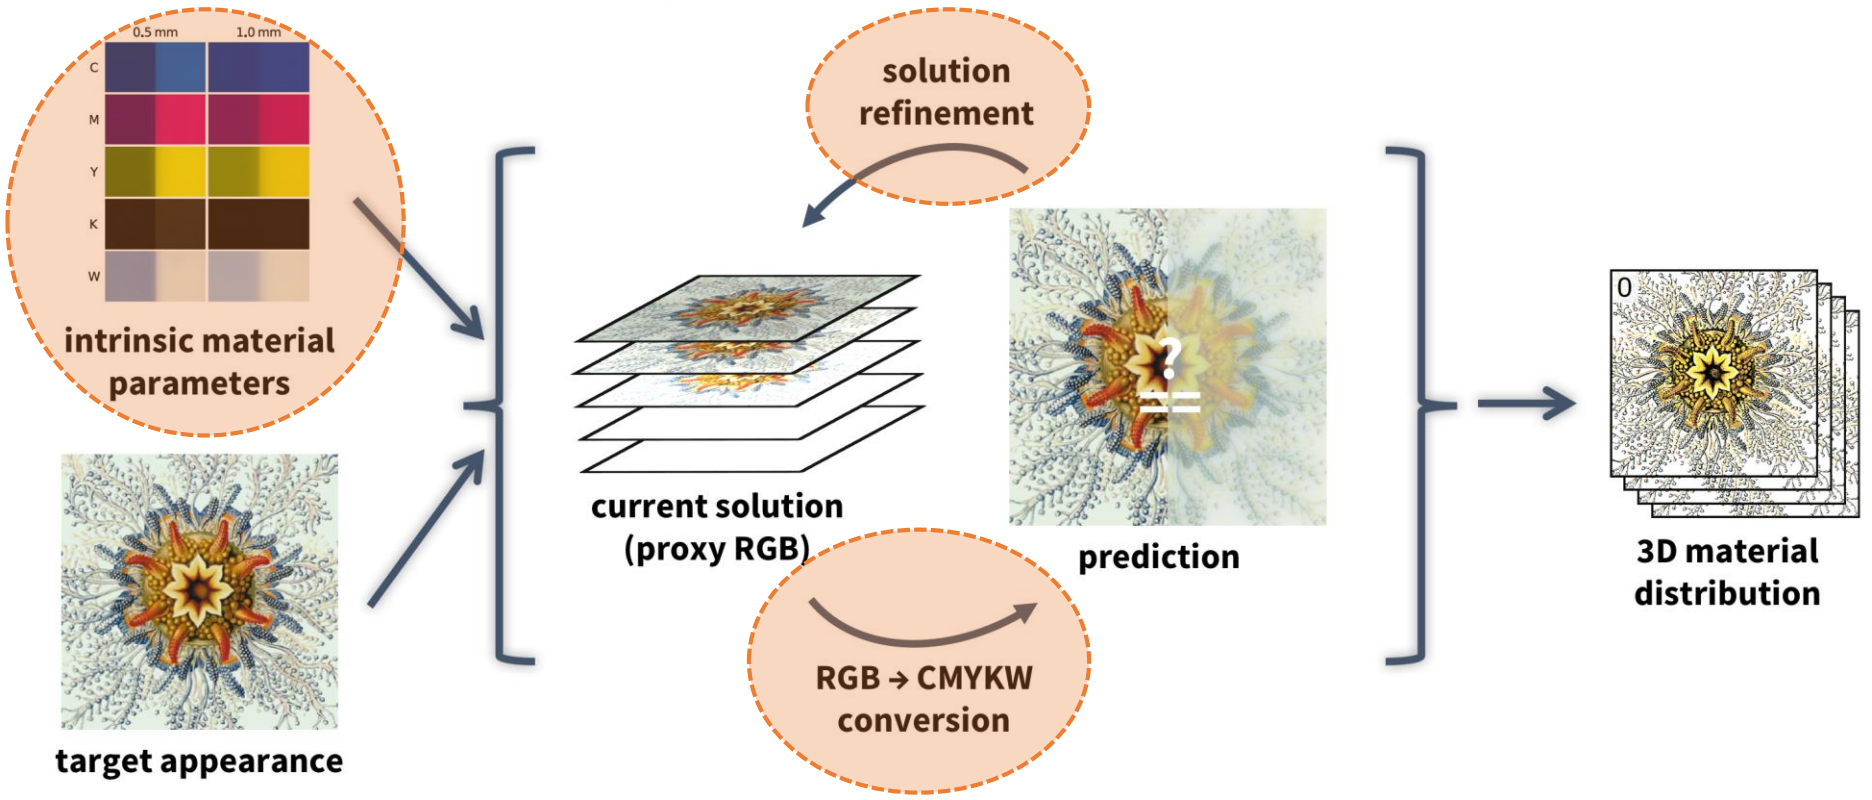 0.5 mm 1.0 mm
C
M
Y
K
W
intrinsic material
parameters
target appearance
solution
refinement
current solution
(proxy RGB)
?
==
prediction
RGB → CMYKW
conversion
0
3D material
distribution